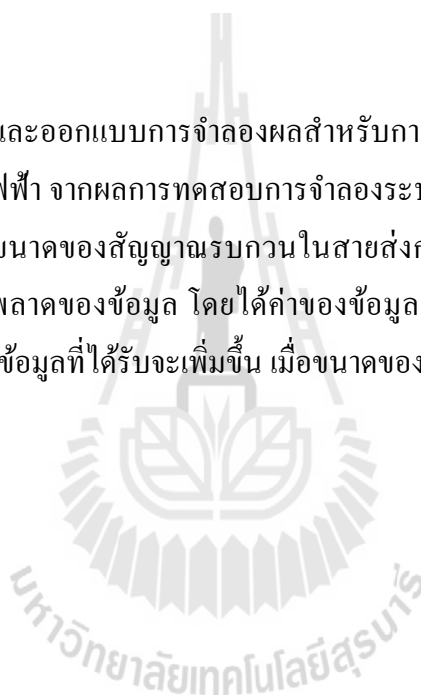 และออกแบบการจำลองผลสำหรับกา
ฟฟ้า จากผลการทดสอบการจำลองระบ
ขนาดของสัญญาณรบกวนในสายส่งก
พลาดของข้อมูล โดยได้ค่าของข้อมูล
ข้อมูลที่ได้รับจะเพิ่มขึ้น เมื่อขนาดของ
มหาวิทยาลัยเทคโนโลยีสุรนารี